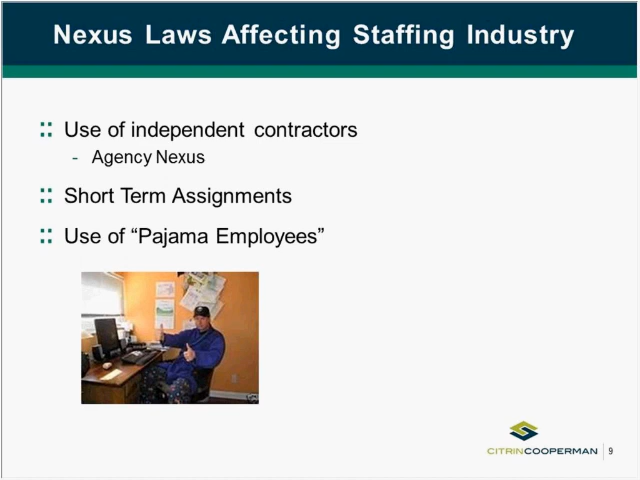 Nexus Laws Affecting Staffing Industry
Use of independent contractors
- Agency Nexus
Short Term Assignments
Use of “Pajama Employees”
CITRINCOOPERMAN
9